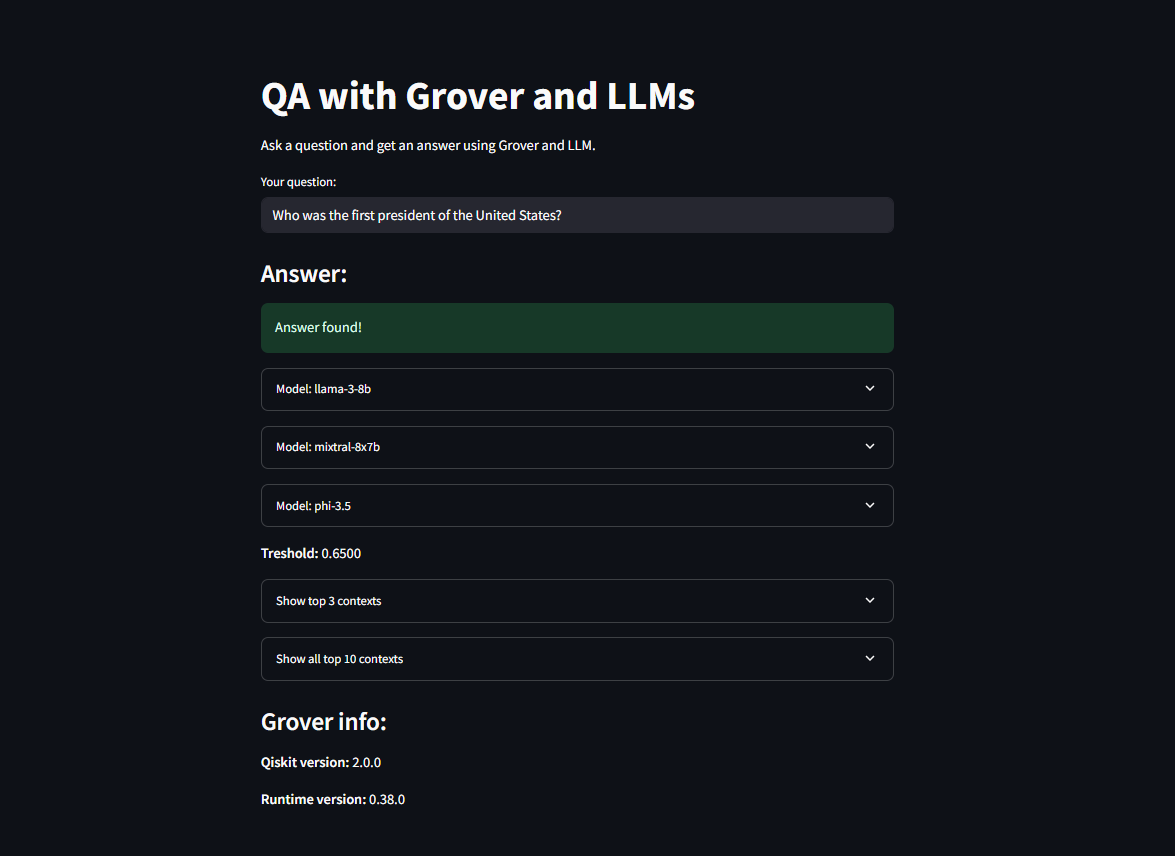 QA with Grover and LLMs
Ask a question and get an answer using Grover and LLM.
Your question:
Who was the first president of the United States?
Answer:
Answer found!
Model: llama-3-8b
Model: mixtral-8x7b
Model: phi-3.5
Treshold: 0.6500
Show top 3 contexts
Show all top 10 contexts
Grover info:
Qiskit version: 2.0.0
Runtime version: 0.38.0